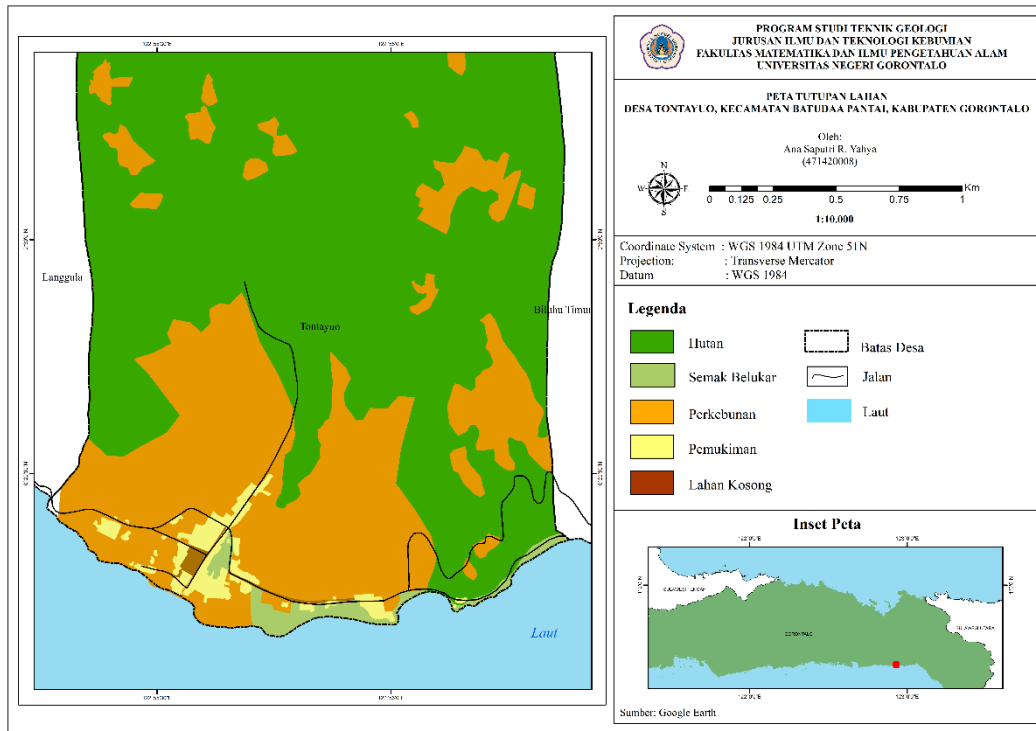 PROGRAM STUDI TEKNIK GEOLOGI
JURUSAN ILMU DAN TEKNOLOGI KEBUMIAN
FAKULTAS MATEMATIKA DAN ILMU PENGETAHUAN ALAM
UNIVERSITAS NEGERI GORONTALO
PETA TUTUPAN LAHAN
DESA TONTAYUO, KECAMATAN BATUDAA PANTAI, KABUPATEN GORONTALO
Oleh:
Ana Saputri R. Yahya
(471420008)
N
W
S
0 0.125 0.25 0.5 0.75 1
Km
1:10.000
Coordinate System : WGS 1984 UTM Zone 51N
Projection: : Transverse Mercator
Datum : WGS 1984
Legenda
Hutan
Semak Belukar
Perkebunan
Pemukiman
Lahan Kosong
Batas Desa
Jalan
Laut
Inset Peta
GORONTALO
Sumber: Google Earth
Langgula
Tontayuo
Timur
Laut